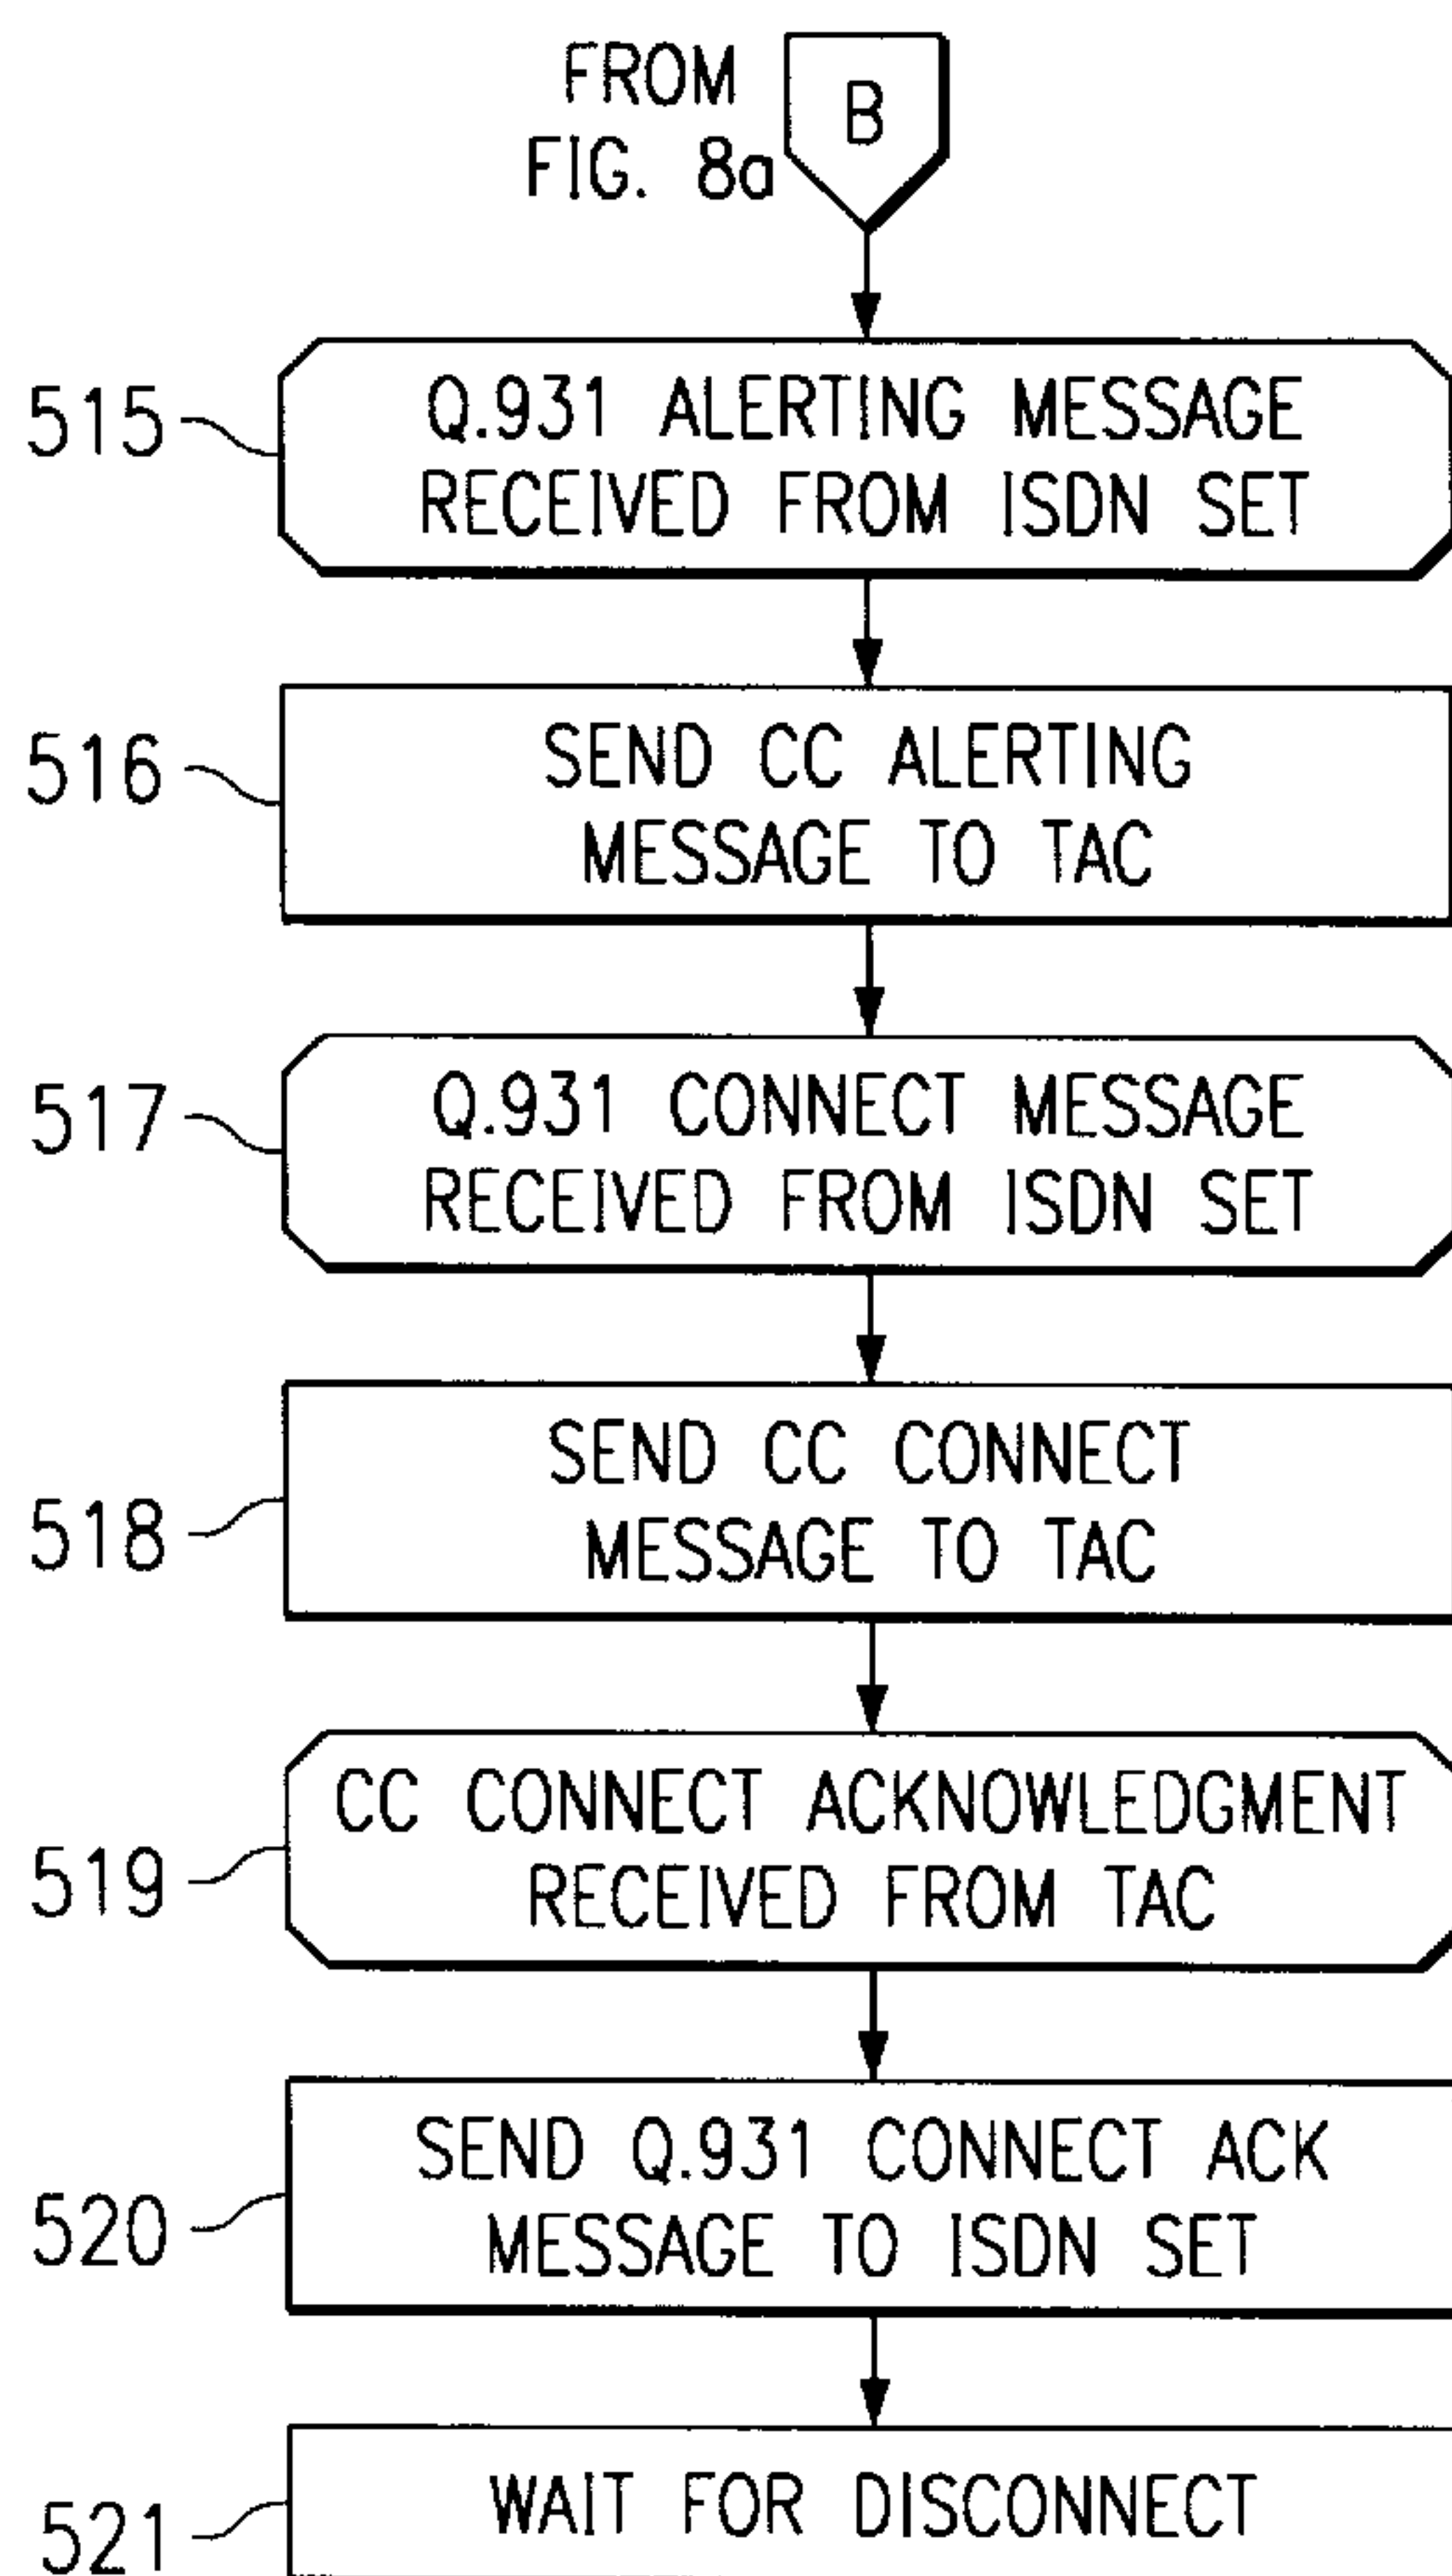 FROM
FIG. 8a
B
515
Q.931 ALERTING MESSAGE
RECEIVED FROM ISDN SET
516
SEND CC ALERTING
MESSAGE TO TAC
517
Q.931 CONNECT MESSAGE
RECEIVED FROM ISDN SET
518
SEND CC CONNECT
MESSAGE TO TAC
519
CC CONNECT ACKNOWLEDGMENT
RECEIVED FROM TAC
520
SEND Q.931 CONNECT ACK
MESSAGE TO ISDN SET
521
WAIT FOR DISCONNECT